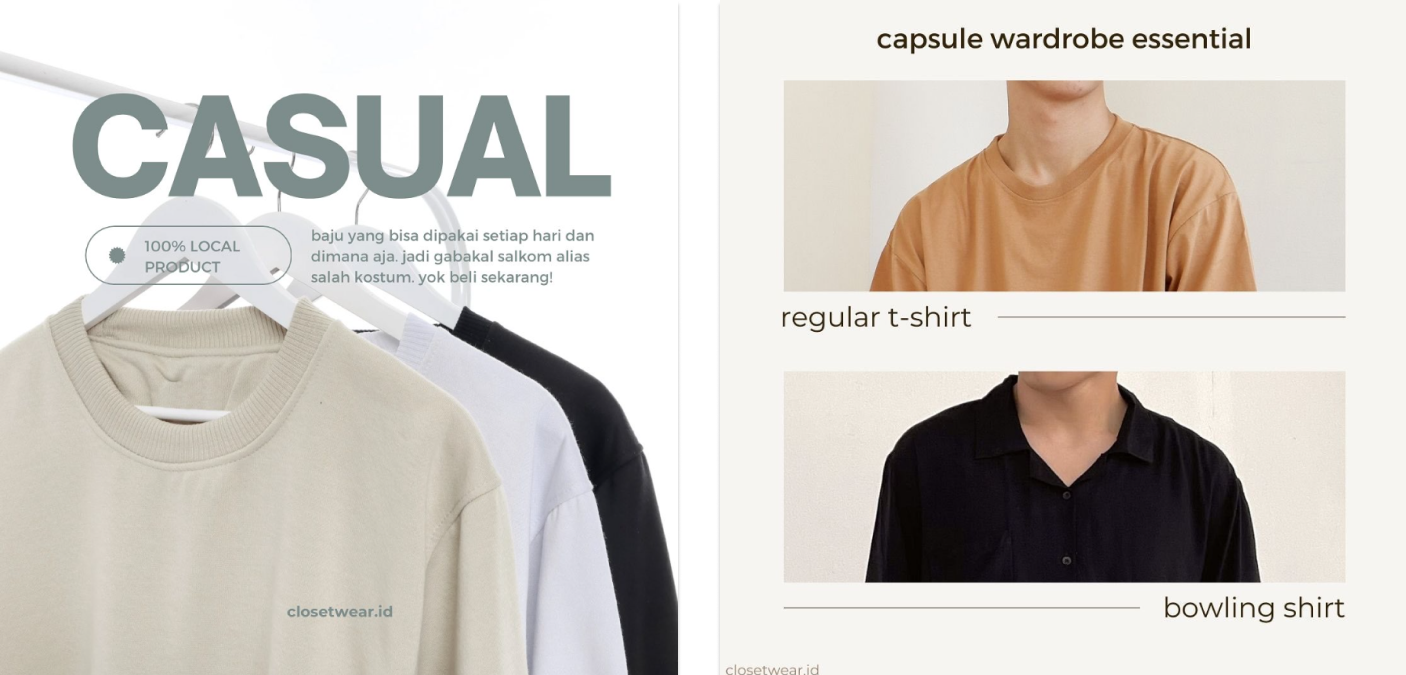 CASUAL
100% LOCAL
PRODUCT
baju yang bisa dipakai setiap hari dan
dimana aja. jadi gabakal salkom alias
salah kostum. yok beli sekarang!
closetwear.id
capsule wardrobe essential
regular t-shirt
bowling shirt
closetwear.id